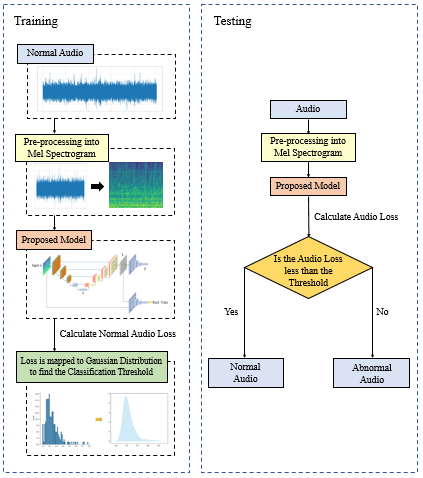 Training
Normal Audio
Pre-processing into
Mel Spectrogram
Proposed Model
Calculate Normal Audio Loss
Loss is mapped to Gaussian Distribution
to find the Classification Threshold
Testing
Audio
Pre-processing into
Mel Spectrogram
Proposed Model
Calculate Audio Loss
Is the Audio Loss
less than the
Threshold
Yes
No
Normal
Audio
Abnormal
Audio